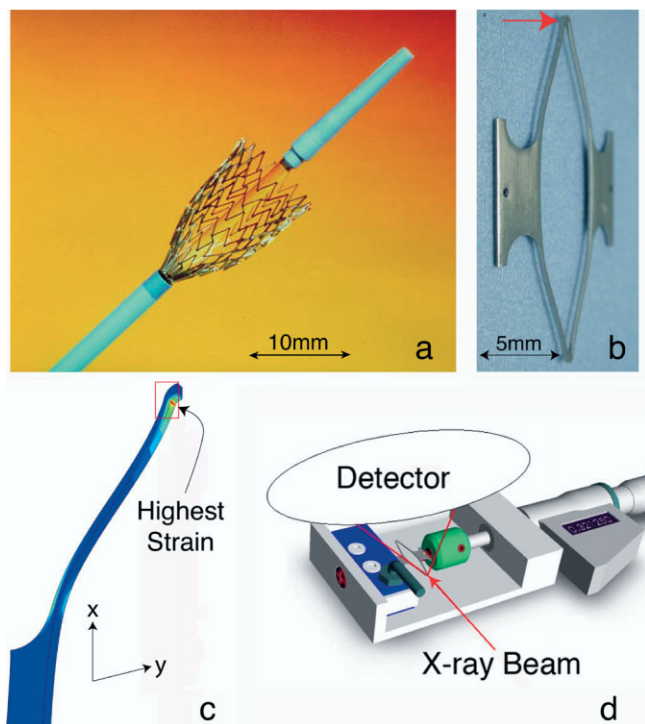 10mm
a
5mm
b
Highest
Strain
x
y
c
Detector
X-ray Beam
d